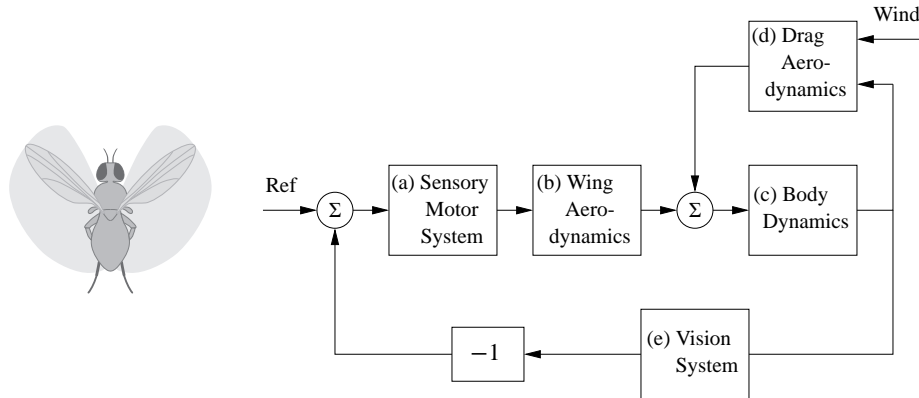 Wind
(d) Drag
Aero-
dynamics
Ref
Σ
(a) Sensory
Motor
System
(b) Wing
Aero-
dynamics
Σ
(c) Body
Dynamics
−1
(e) Vision
System